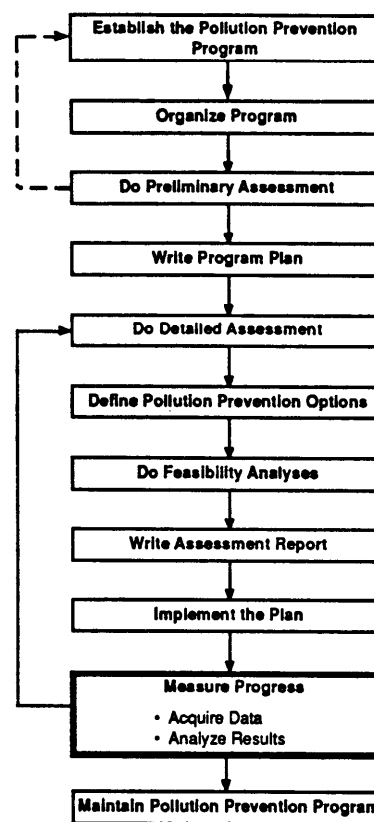 Establish the Pollution Prevention
Program
Organize Program
Do Preliminary Assessment
Write Program Plan
Do Detailed Assessment
Define Pollution Prevention Options
Do Feasibility Analyses
Write Assessment Report
Implement the Plan
Measure Progress
• Acquire Data
• Analyze Results
Maintain Pollution Prevention Program